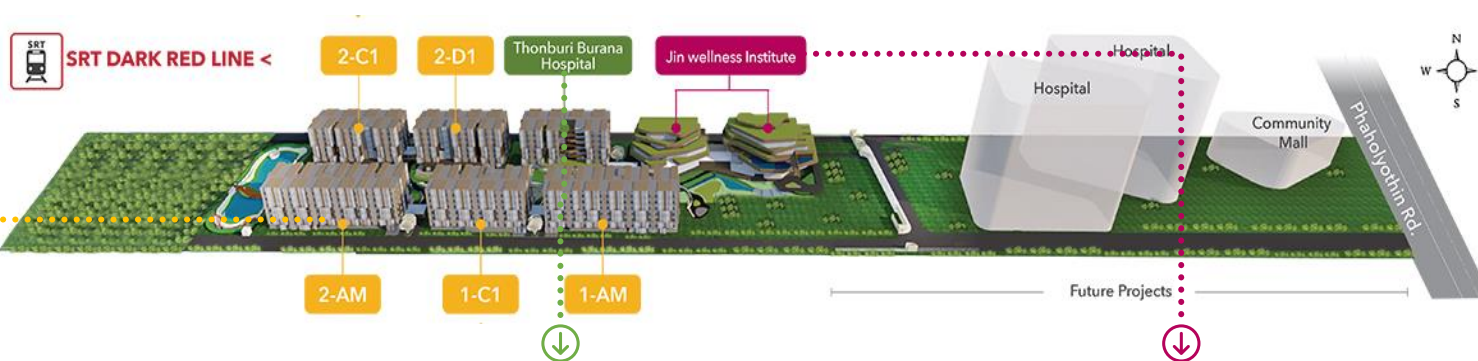 SRT
SRT DARK RED LINE <
2-C1
2-D1
Thonburi Burana
Hospital
Jin wellness Institute
Hospital
Hospital
Community
Mall
Phaholyothin Rd.
N
W
S
2-AM
1-C1
1-AM
Future Projects